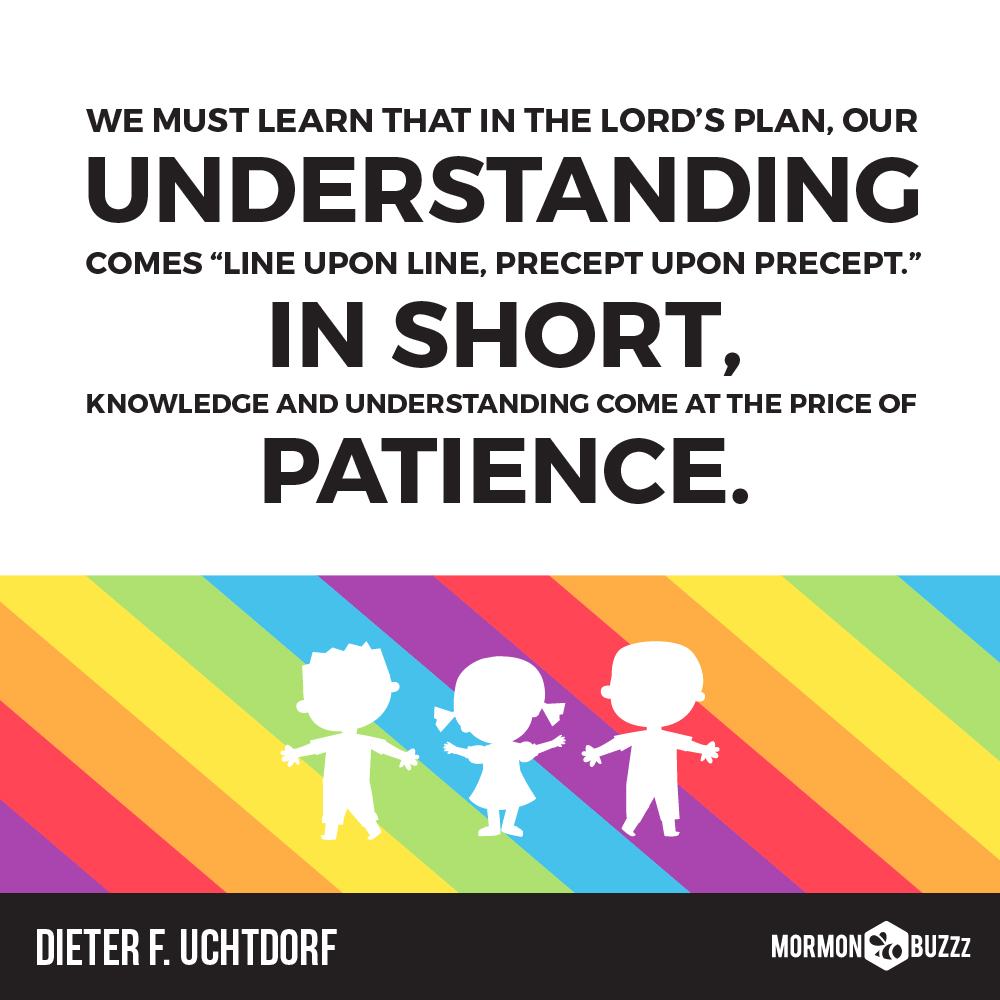 WE MUST LEARN THAT IN THE LORD’S PLAN, OUR
UNDERSTANDING
COMES “LINE UPON LINE, PRECEPT UPON PRECEPT.”
IN SHORT,
KNOWLEDGE AND UNDERSTANDING COME AT THE PRICE OF
PATIENCE.
DIETER F. UCHTDORF
MORMON BUZZZ